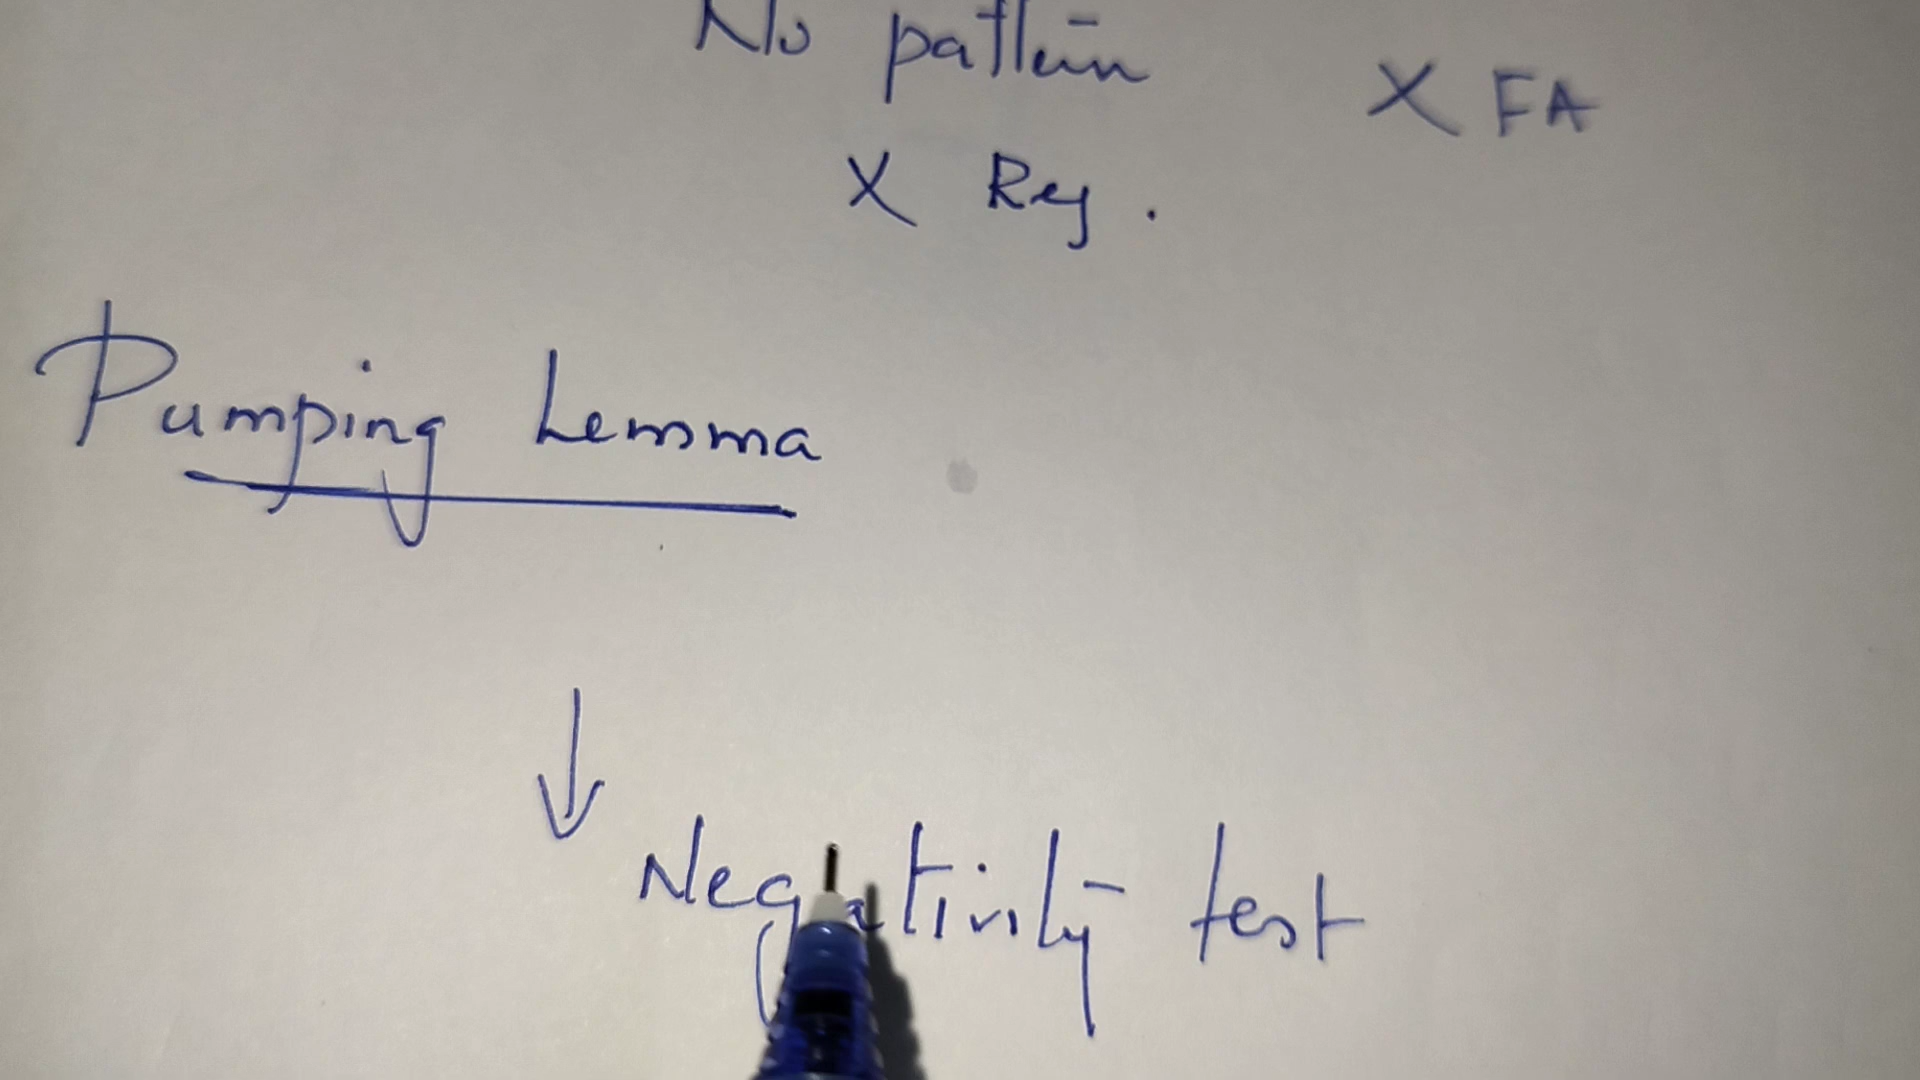 No pattern
X FA
X Reg.
Pumping Lemma
↓
Negativity test